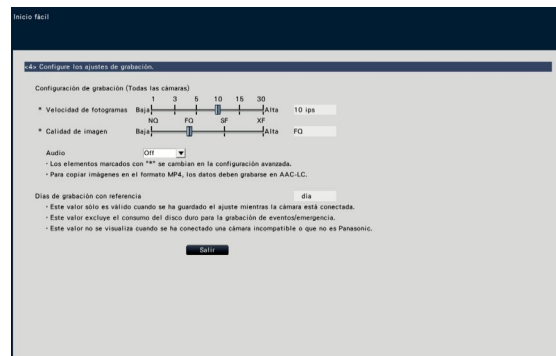 Inicio fácil
<4> Configure los ajustes de grabación.
Configuración de grabación (Todas las cámaras)
1 3 5 10 15 30
* Velocidad de fotogramas Baja Alta 10 ips
NQ FQ SF XF
* Calidad de imagen Baja Alta FQ
Audio Off
· Los elementos marcados con "*" se cambian en la configuración avanzada.
· Para copiar imágenes en el formato MP4, los datos deben grabarse en AAC-LC.
Días de grabación con referencia día
· Este valor sólo es válido cuando se ha guardado el ajuste mientras la cámara está conectada.
· Este valor excluye el consumo del disco duro para la grabación de eventos/emergencia.
· Este valor no se visualiza cuando se ha conectado una cámara incompatible o que no es Panasonic.
Salir